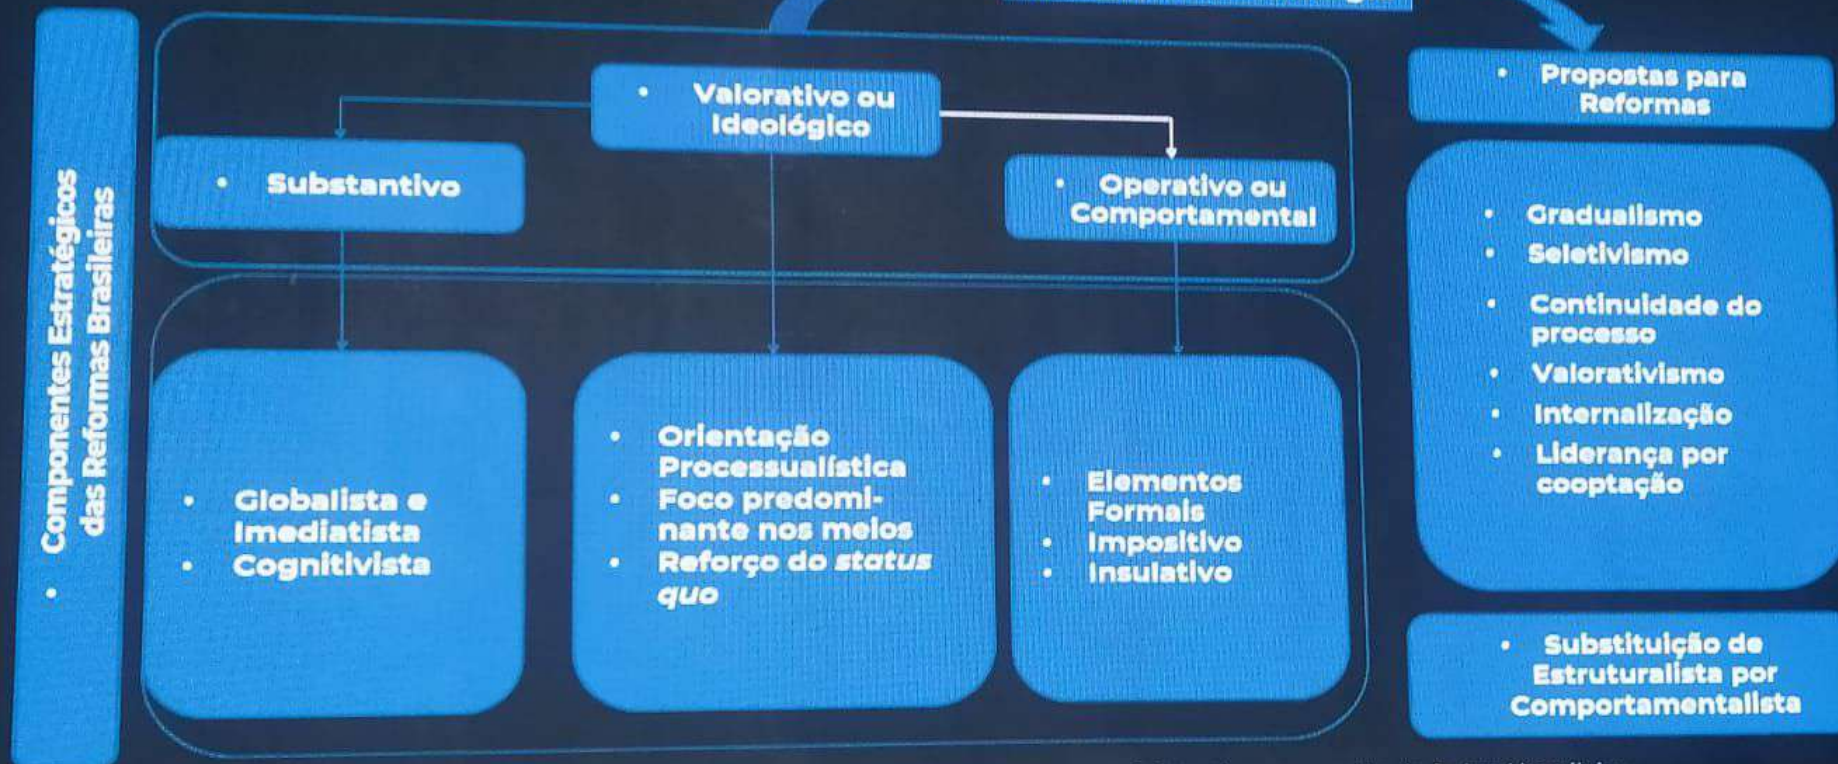 • Componentes Estratégicos
das Reformas Brasileiras
• Valorativo ou
Ideológico
• Substantivo
• Operativo ou
Comportamental
• Globalista e
Imediatista
• Cognitivista
• Orientação
Processualística
• Foco predomi-
nante nos meios
• Reforço do status
quo
• Elementos
Formais
• Impositivo
• Insulativo
• Propostas para
Reformas
• Gradualismo
• Seletivismo
• Continuidade do
processo
• Valorativismo
• Internalização
• Liderança por
cooptação
• Substituição de
Estruturalista por
Comportamentalista